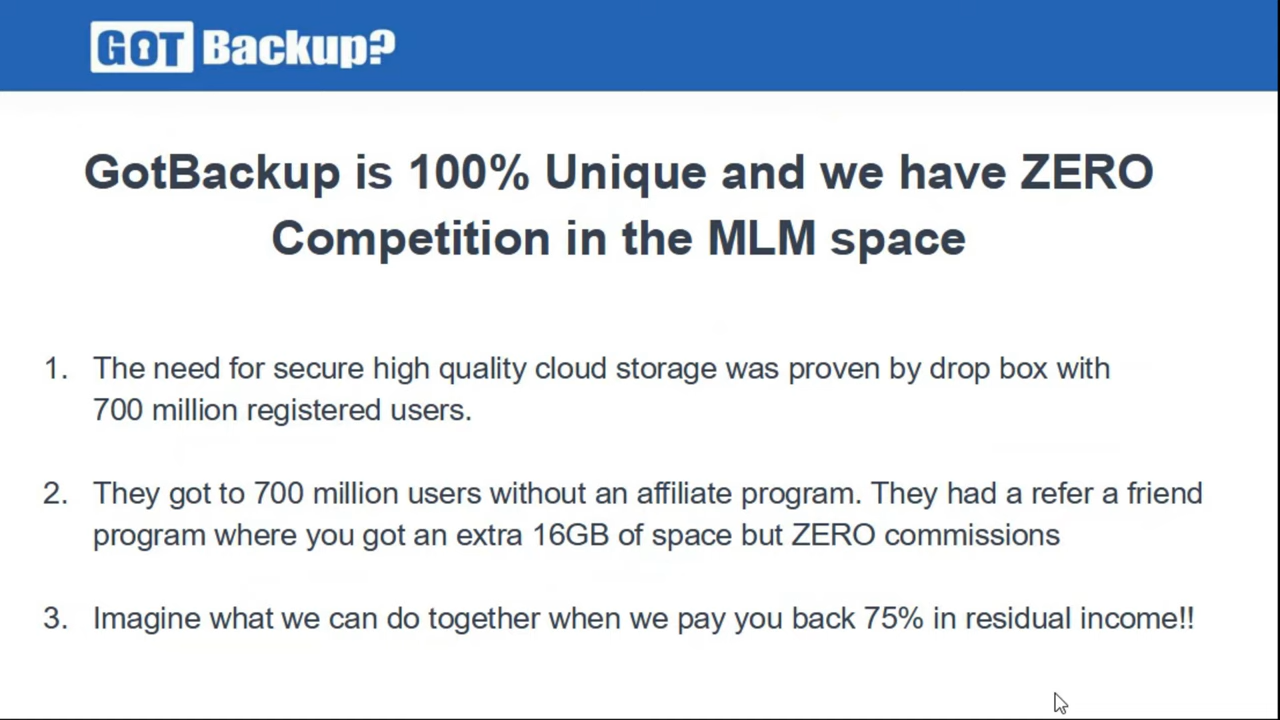 GOT Backup?
GotBackup is 100% Unique and we have ZERO
Competition in the MLM space
1. The need for secure high quality cloud storage was proven by drop box with
700 million registered users.
2. They got to 700 million users without an affiliate program. They had a refer a friend
program where you got an extra 16GB of space but ZERO commissions
3. Imagine what we can do together when we pay you back 75% in residual income!!